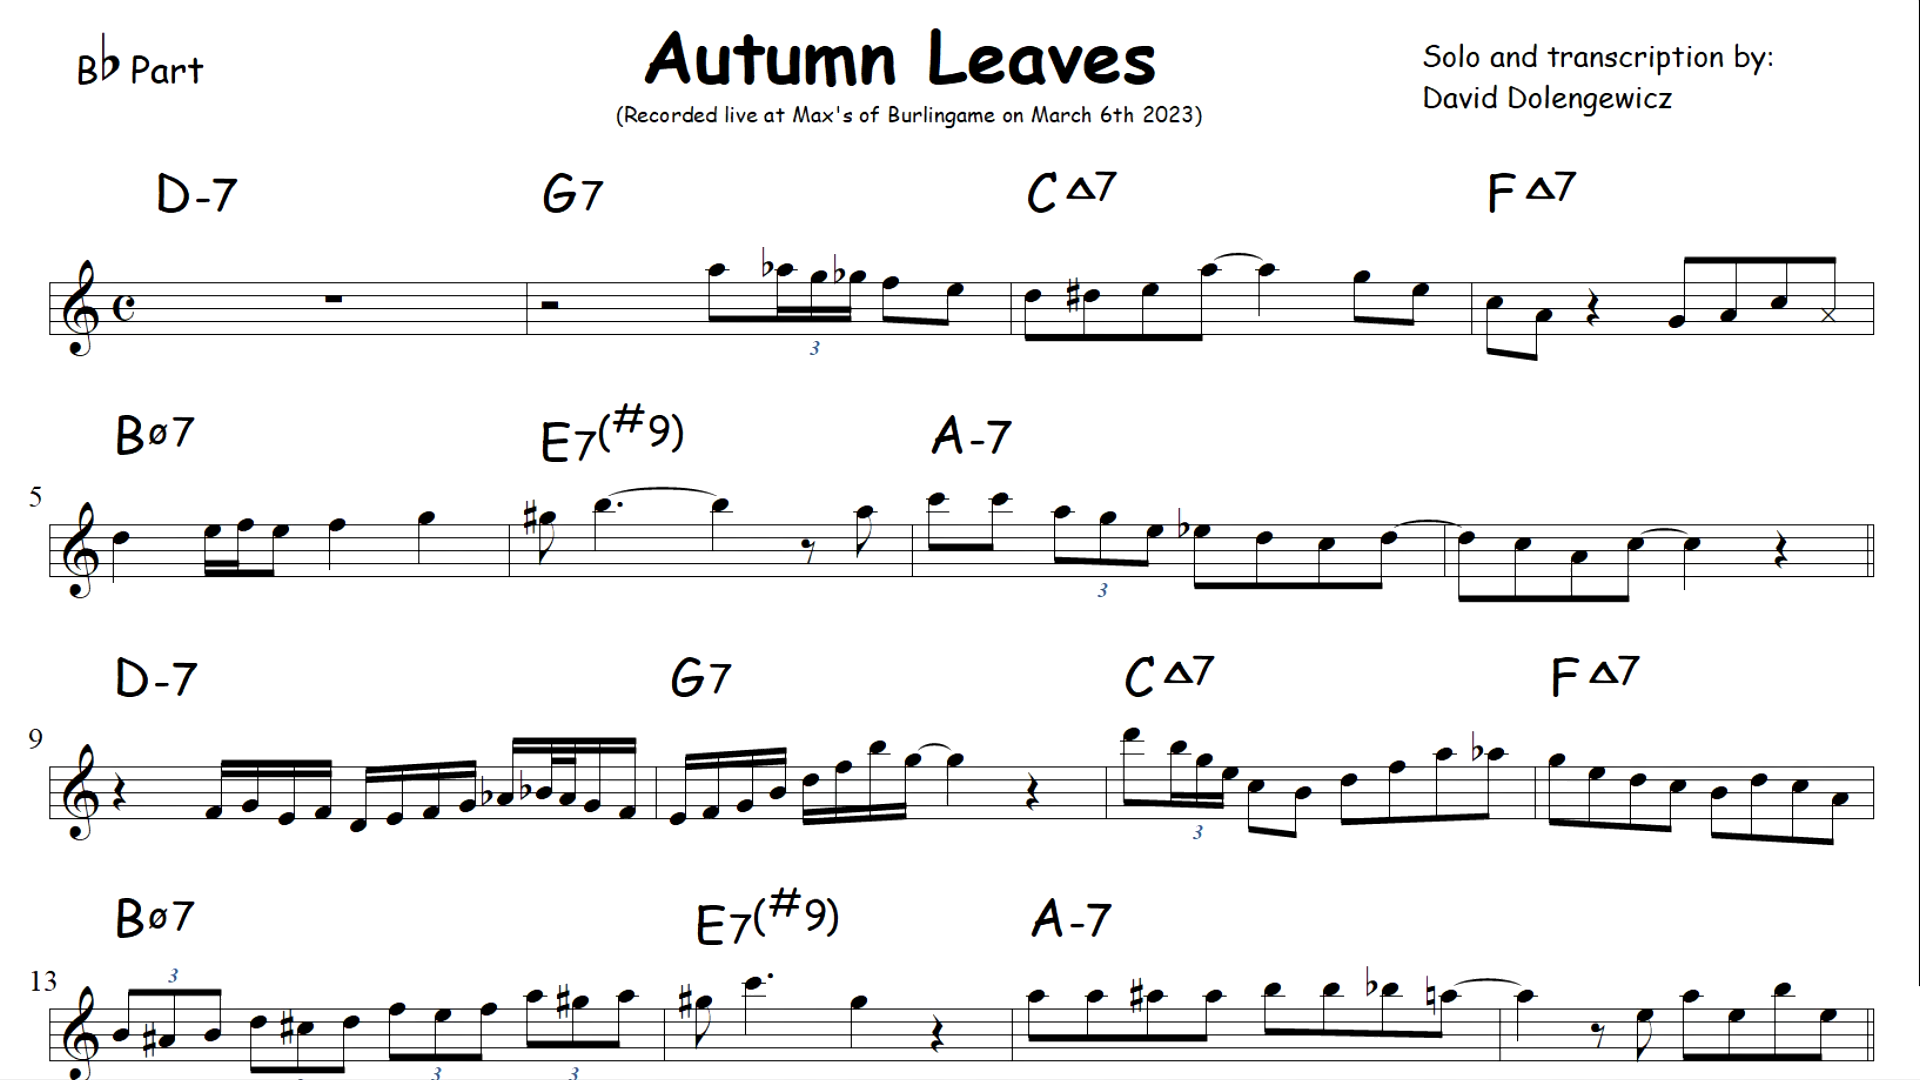 B♭ Part
Autumn Leaves
(Recorded live at Max's of Burlingame on March 6th 2023)
Solo and transcription by:
David Dolengewicz
D-7 G7 C△7 F△7
3
5 Bø7 E7(#9) A-7
3
9 D-7 G7 C△7 F△7
3
13 Bø7 E7(#9) A-7
3
3 3